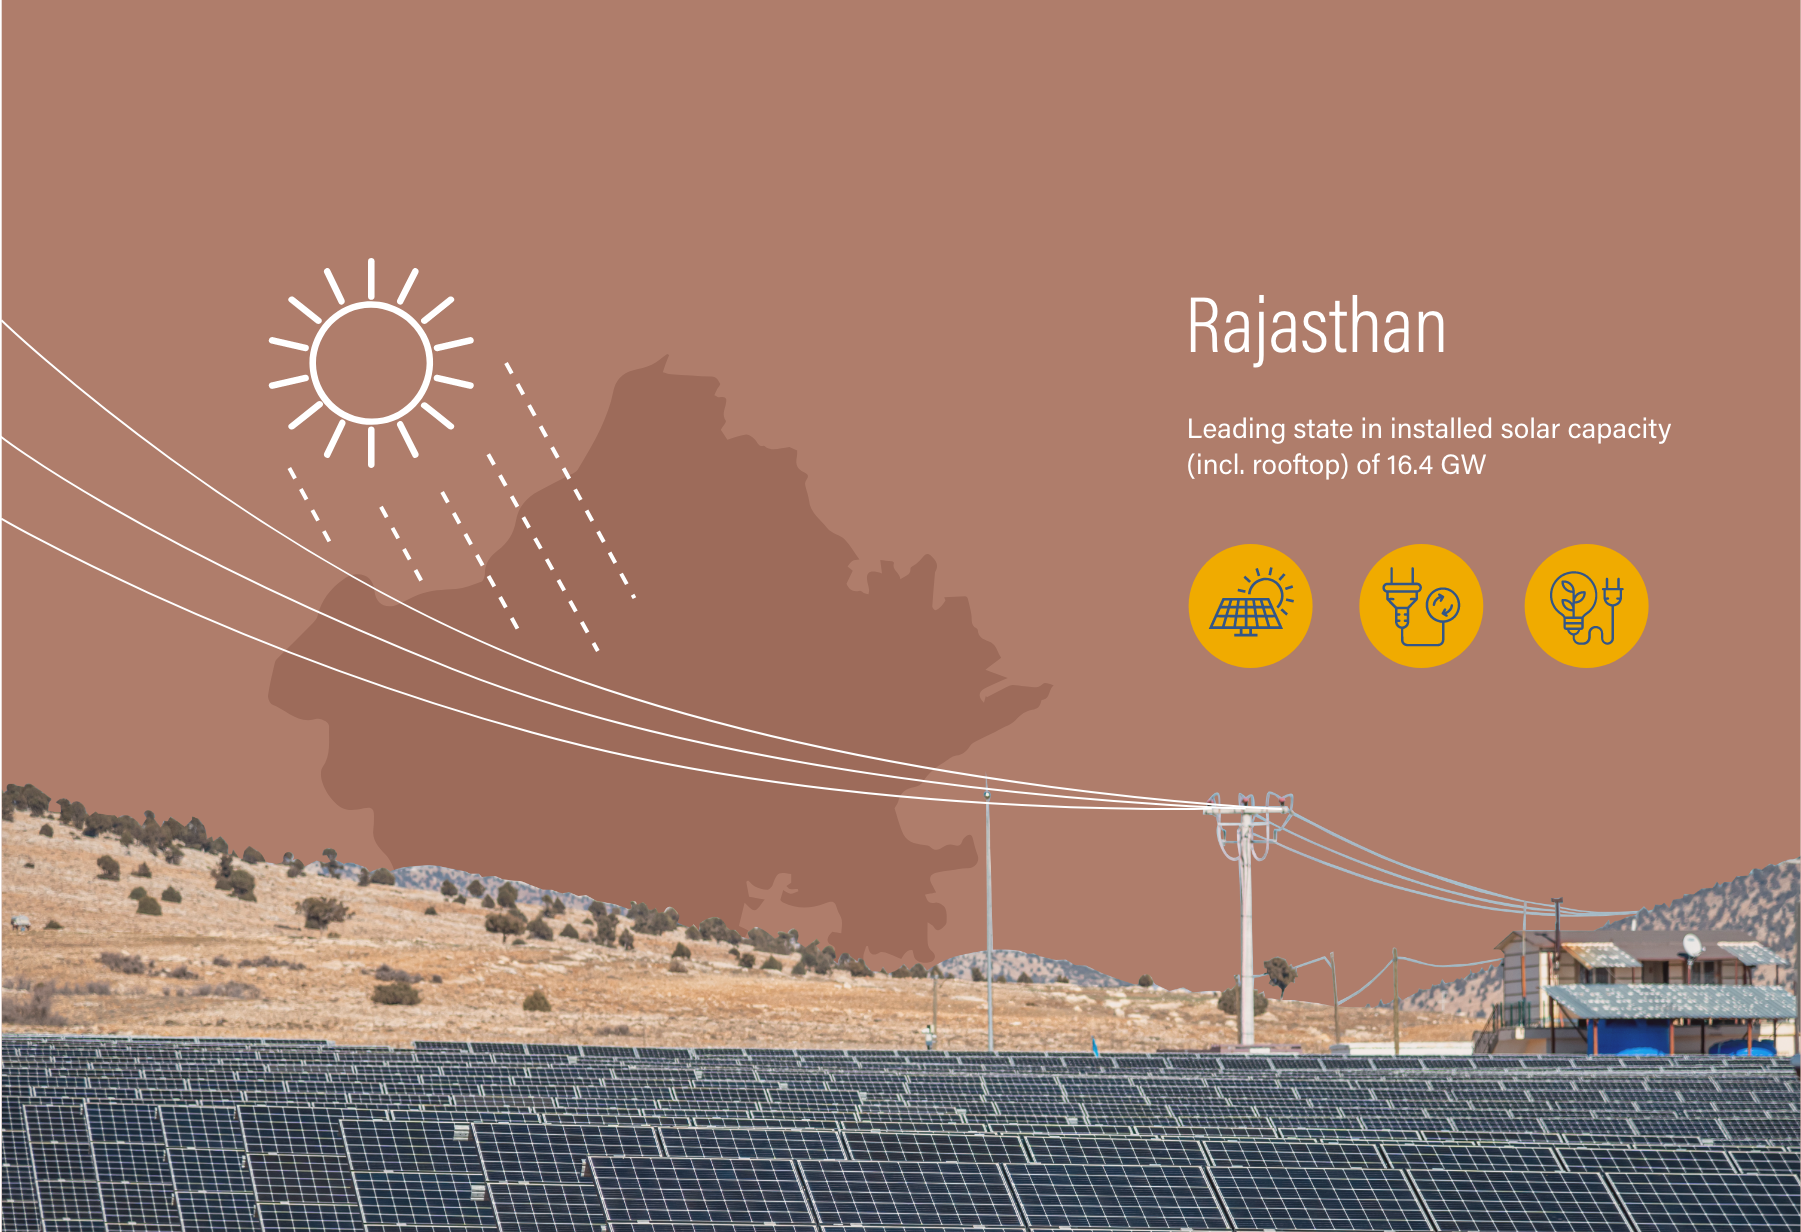 Rajasthan
Leading state in installed solar capacity
(incl. rooftop) of 16.4 GW